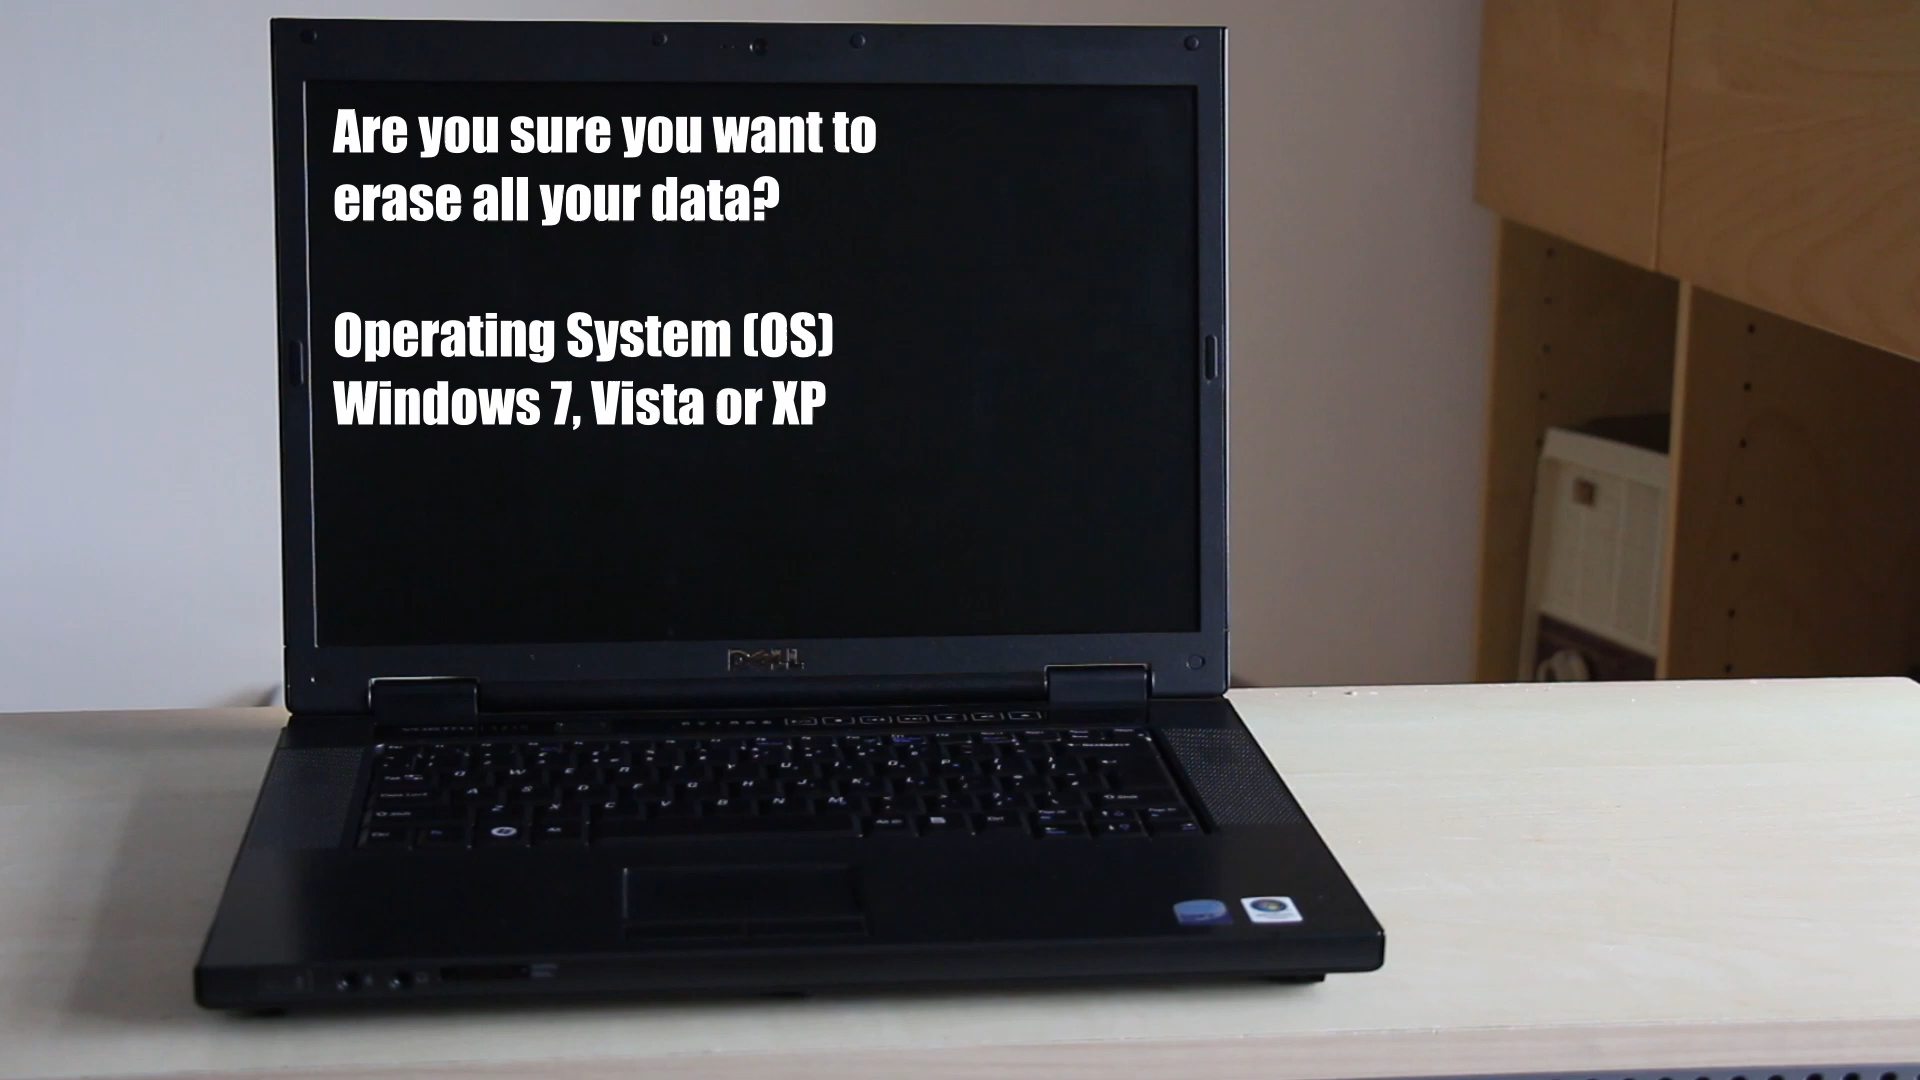 Are you sure you want to
erase all your data?
Operating System (OS)
Windows 7, Vista or XP
DELL